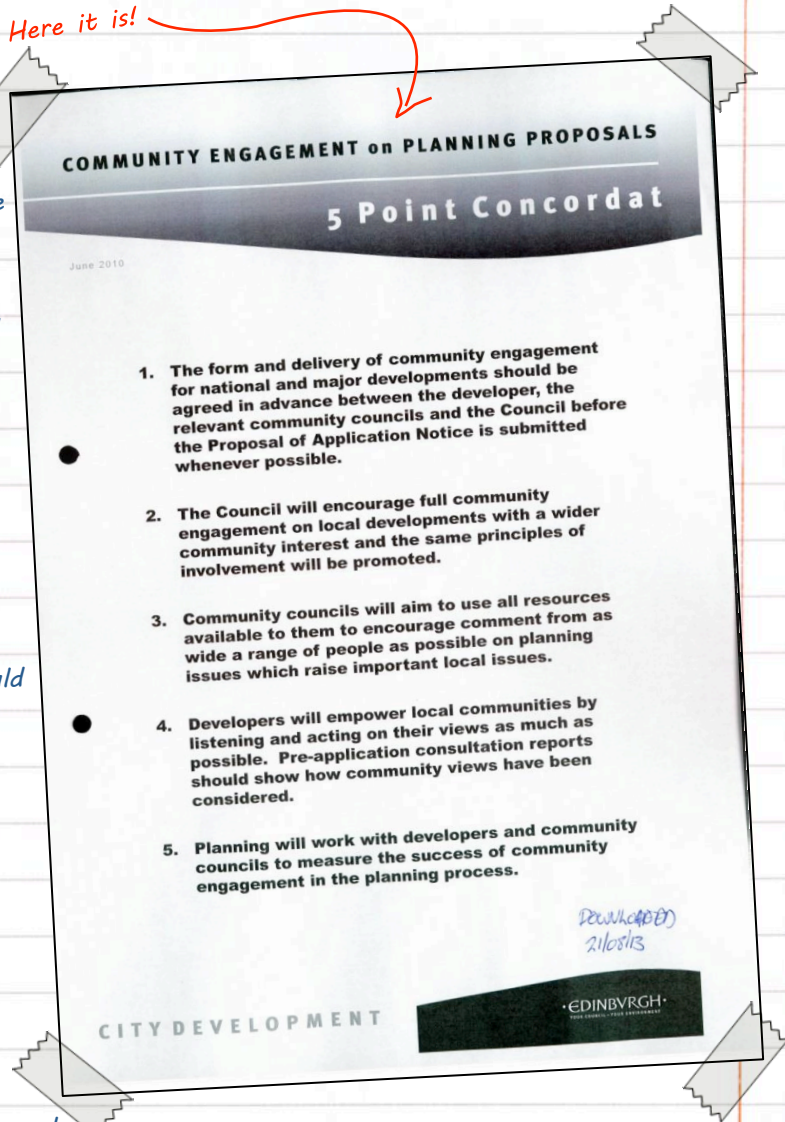 Here it is!
COMMUNITY ENGAGEMENT on PLANNING PROPOSALS
5 Point Concordat
June 2010
1. The form and delivery of community engagement
for national and major developments should be
agreed in advance between the developer, the
relevant community councils and the Council before
the Proposal of Application Notice is submitted
whenever possible.
2. The Council will encourage full community
engagement on local developments with a wider
community interest and the same principles of
involvement will be promoted.
3. Community councils will aim to use all resources
available to them to encourage comment from as
wide a range of people as possible on planning
issues which raise important local issues.
4. Developers will empower local communities by
listening and acting on their views as much as
possible. Pre-application consultation reports
should show how community views have been
considered.
5. Planning will work with developers and community
councils to measure the success of community
engagement in the planning process.
DOWNLOADED
21/08/13
CITY DEVELOPMENT
·EDINBVRGH·
YOUR COUNCIL – YOUR ENVIRONMENT